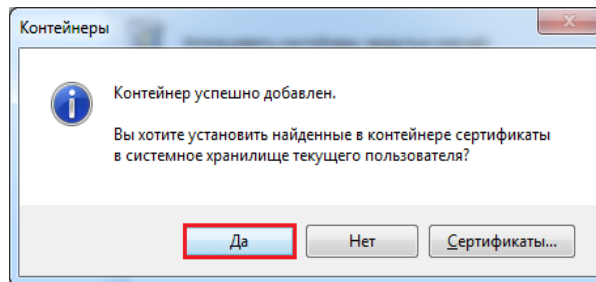 Контейнеры
Контейнер успешно добавлен.
Вы хотите установить найденные в контейнере сертификаты
в системное хранилище текущего пользователя?
Да
Нет
Сертификаты...